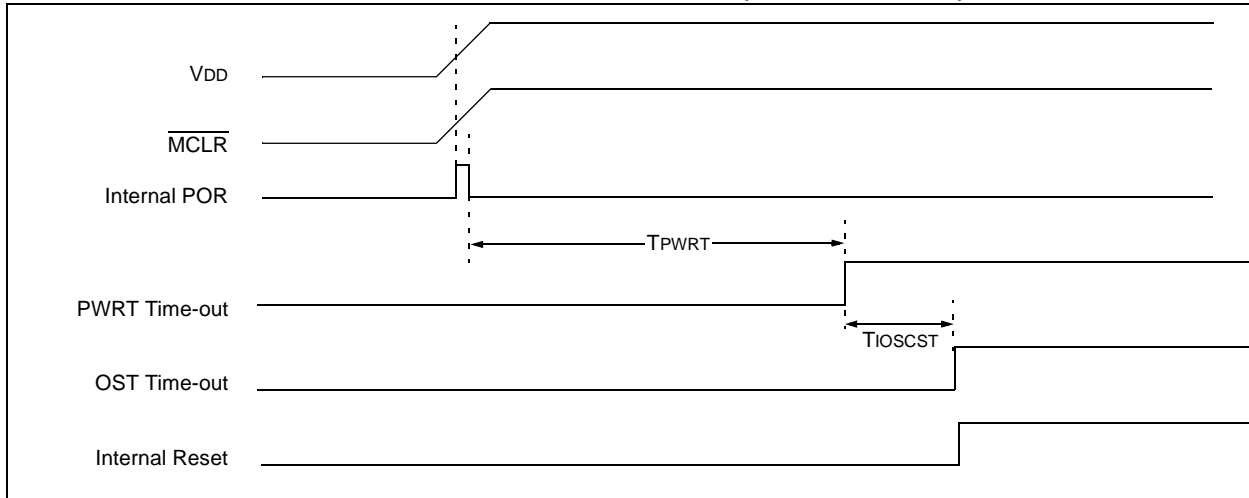 VDD
MCLR
Internal POR
TPWRT
PWRT Time-out
TIOSCST
OST Time-out
Internal Reset